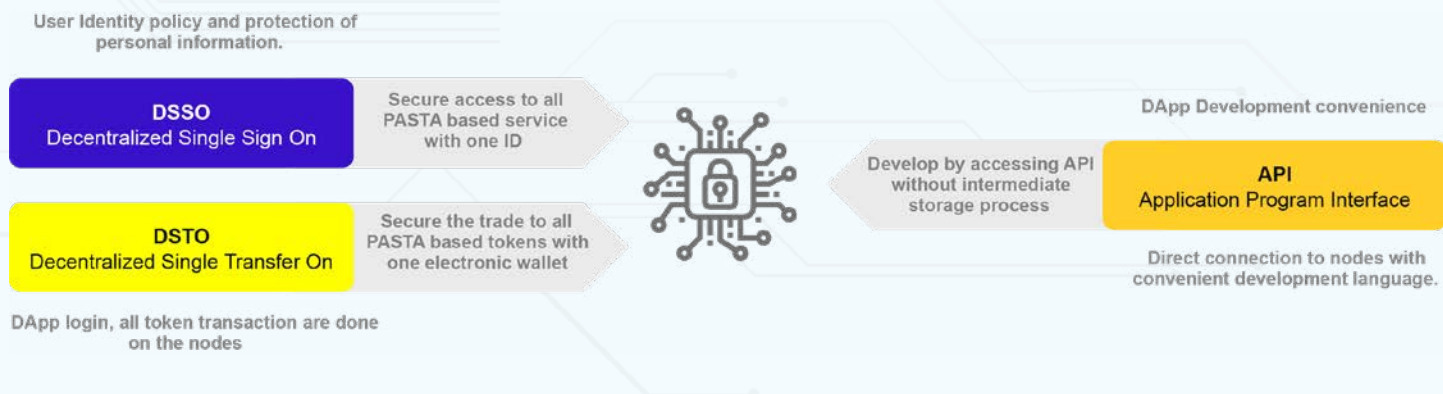 User Identity policy and protection of
personal information.
DSSO
Decentralized Single Sign On
Secure access to all
PASTA based service
with one ID
DSTO
Decentralized Single Transfer On
Secure the trade to all
PASTA based tokens with
one electronic wallet
DApp login, all token transaction are done
on the nodes
DApp Development convenience
Develop by accessing API
without intermediate
storage process
API
Application Program Interface
Direct connection to nodes with
convenient development language.